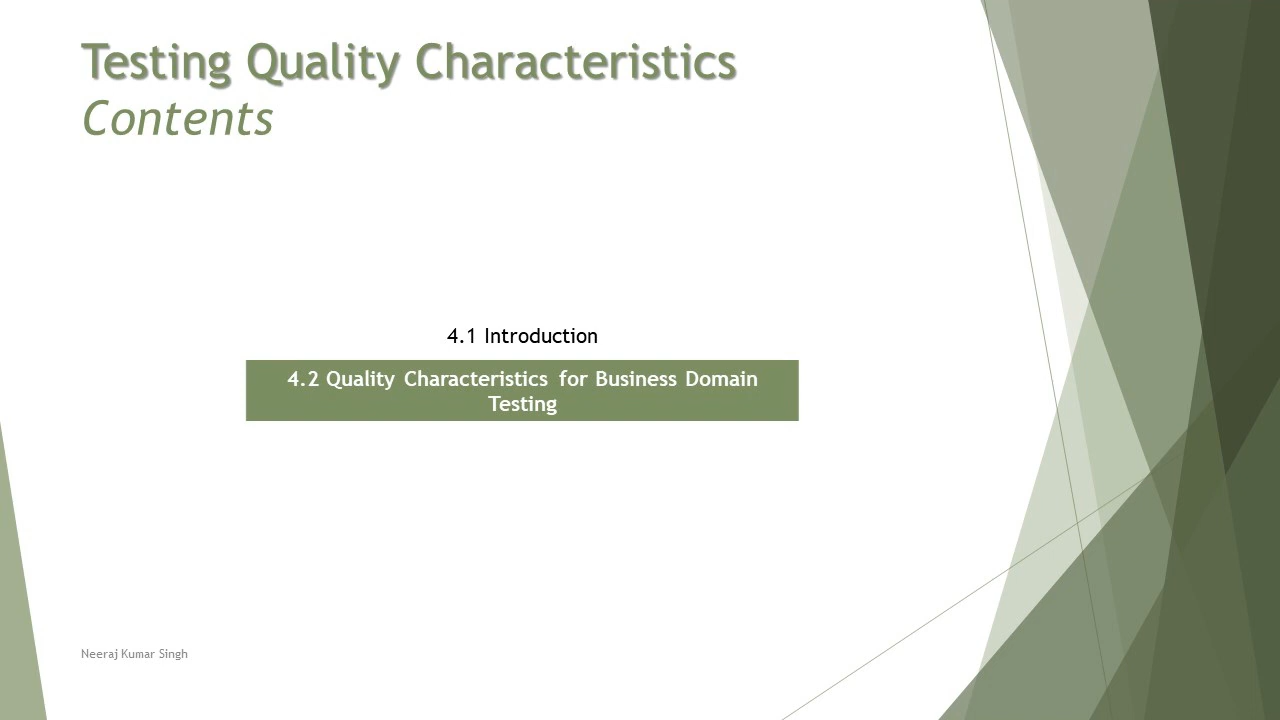 Testing Quality Characteristics
Contents
4.1 Introduction
4.2 Quality Characteristics for Business Domain
Testing
Neeraj Kumar Singh